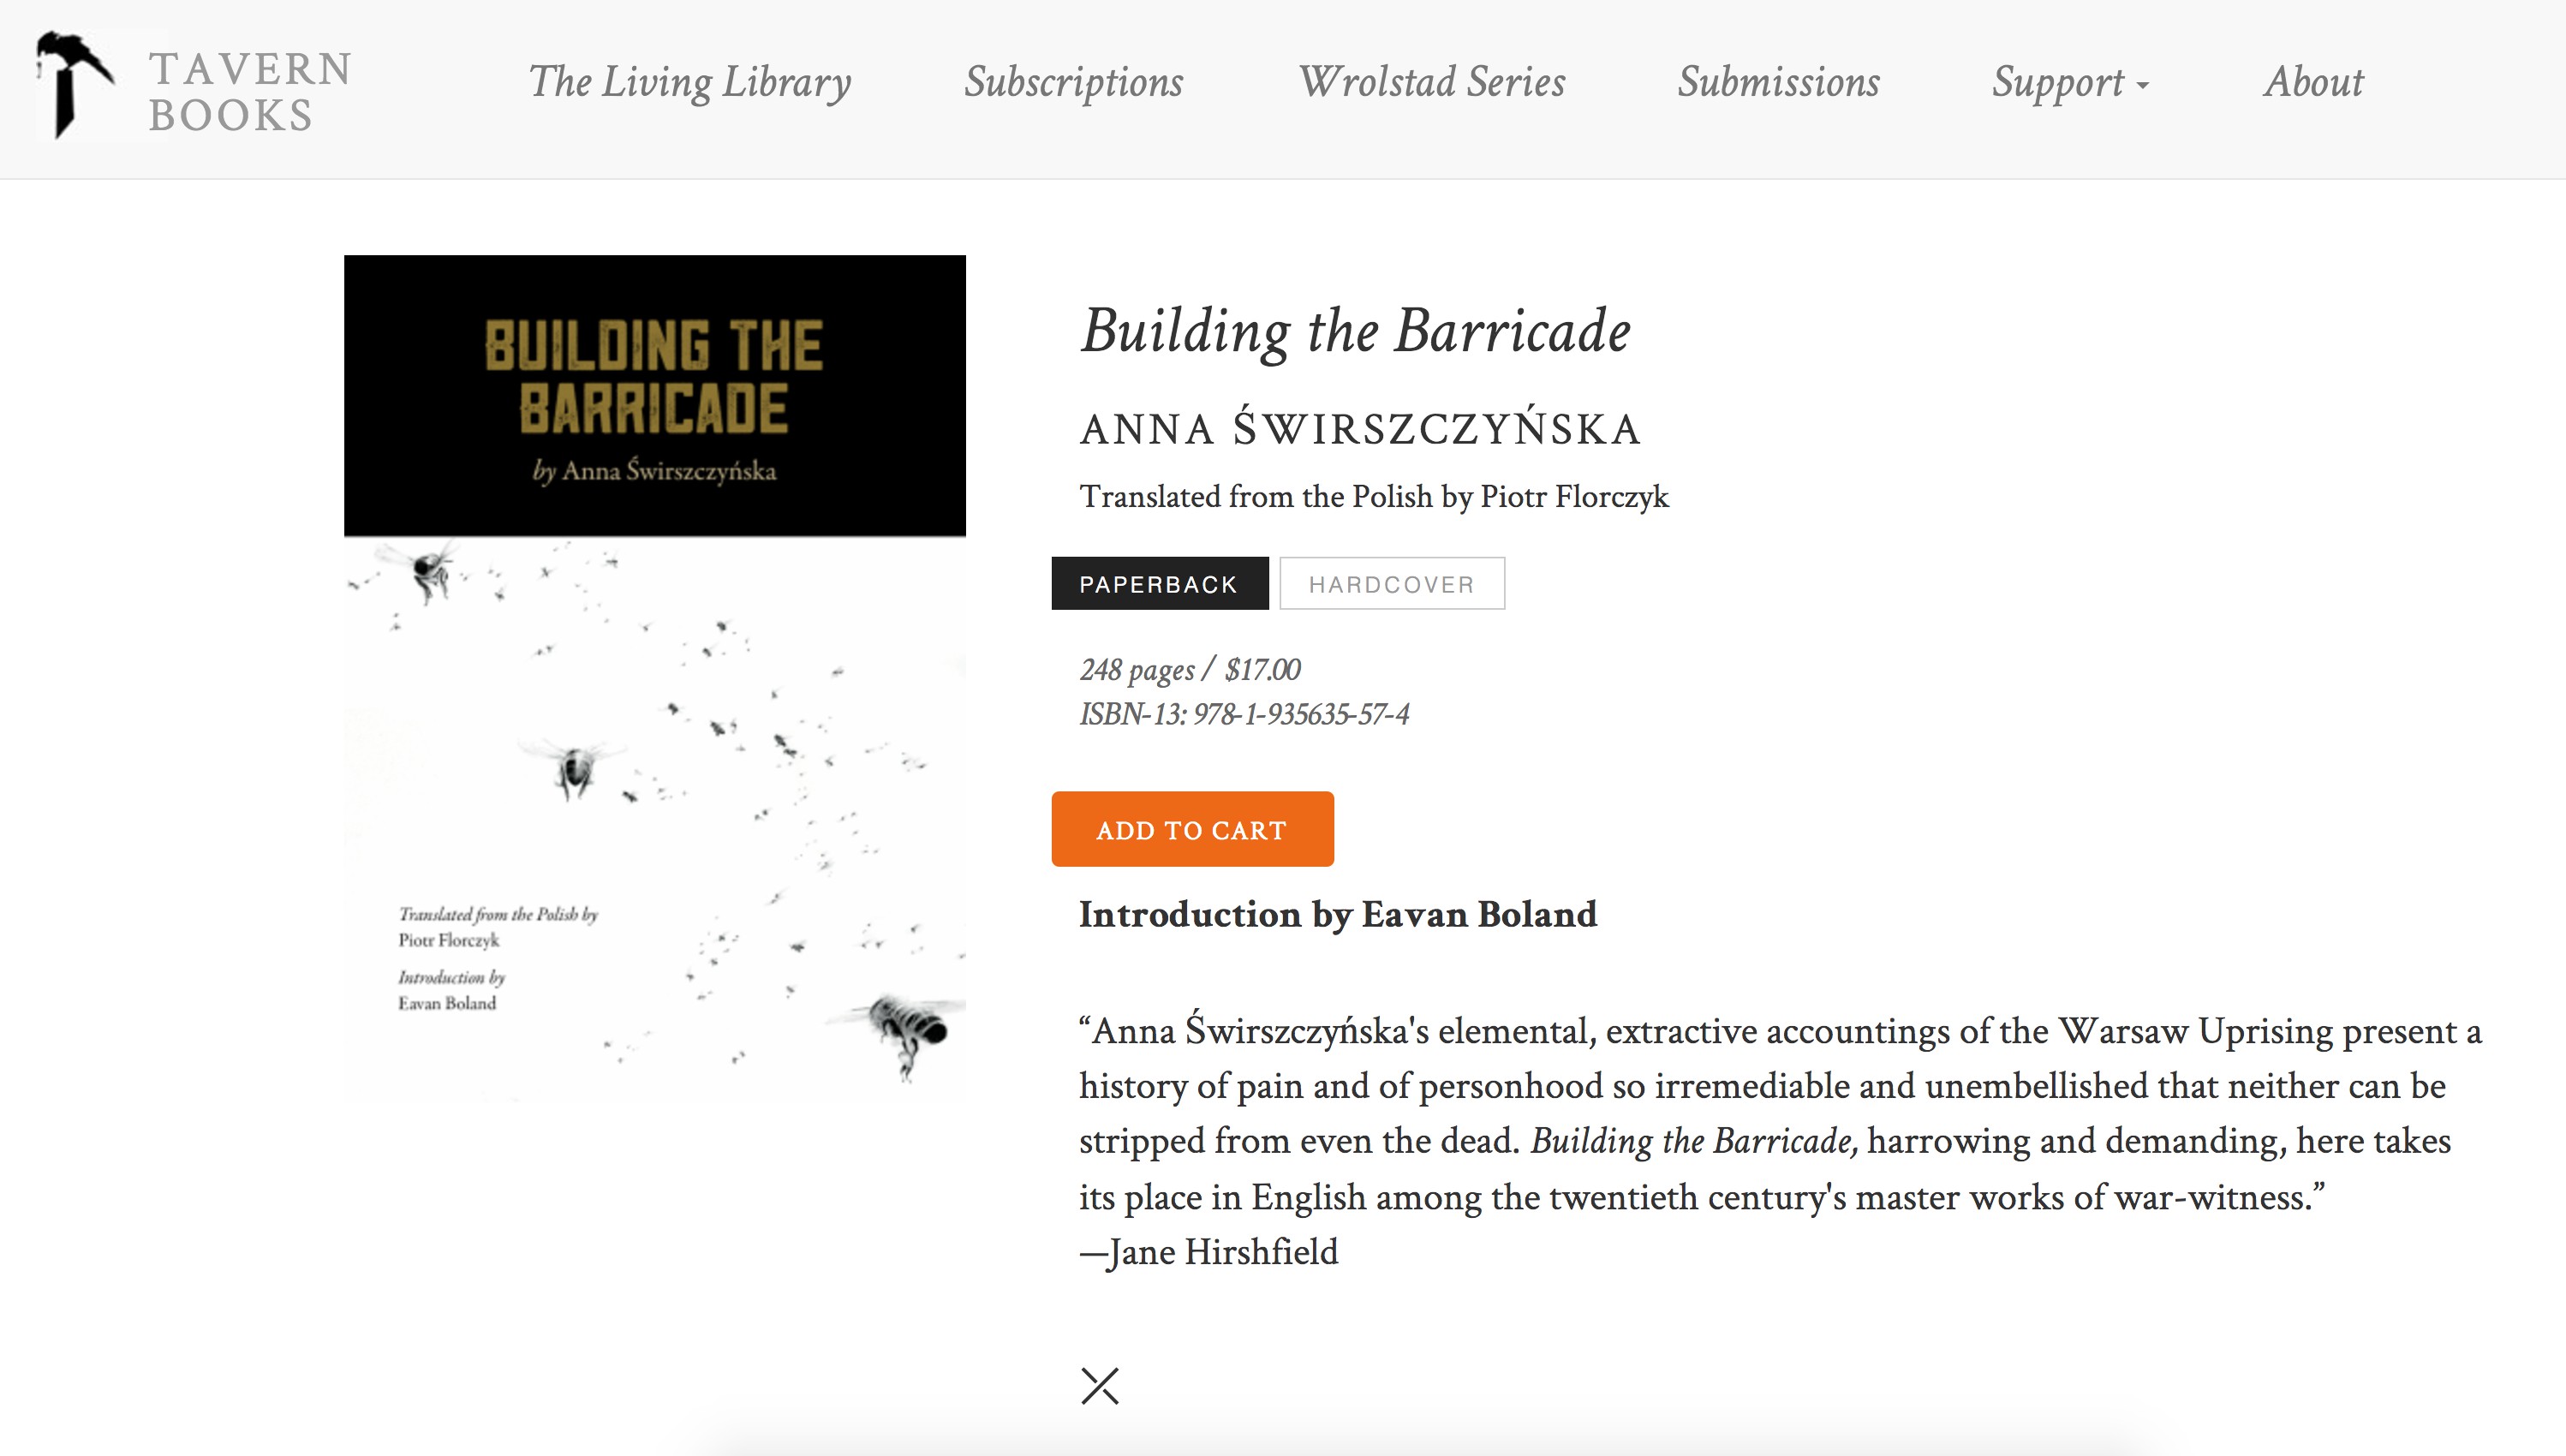 TAVERN
BOOKS
The Living Library
Subscriptions
Wrolstad Series
Submissions
Support
About
BUILDING THE
BARRICADE
by Anna Świrszczyńska
Translated from the Polish by
Piotr Florczyk
Introduction by
Eavan Boland
Building the Barricade
ANNA ŚWIRSZCZYŃSKA
Translated from the Polish by Piotr Florczyk
PAPERBACK
HARDCOVER
248 pages / $17.00
ISBN-13: 978-1-935635-57-4
ADD TO CART
Introduction by Eavan Boland
“Anna Świrszczyńska's elemental, extractive accountings of the Warsaw Uprising present a
history of pain and of personhood so irremediable and unembellished that neither can be
stripped from even the dead. Building the Barricade, harrowing and demanding, here takes
its place in English among the twentieth century's master works of war-witness.”
—Jane Hirshfield